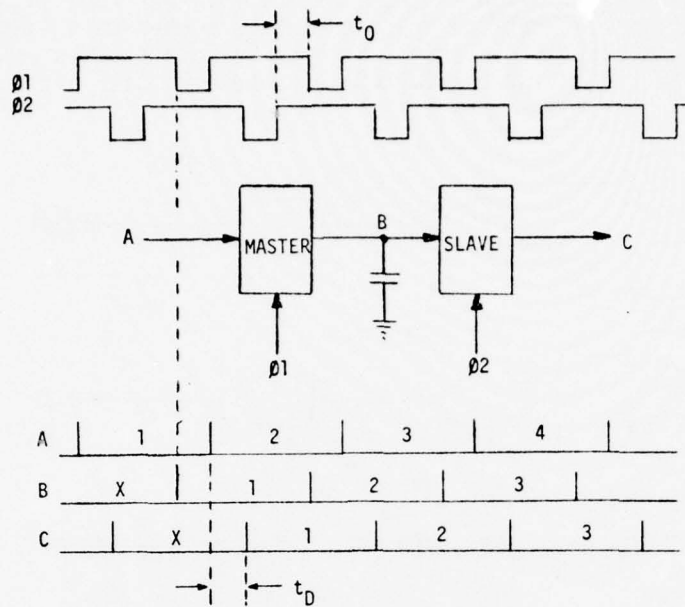 t0
Ø1
Ø2
A
MASTER
B
SLAVE
C
Ø1
Ø2
A 1 2 3 4
B X 1 2 3
C X 1 2 3
tD